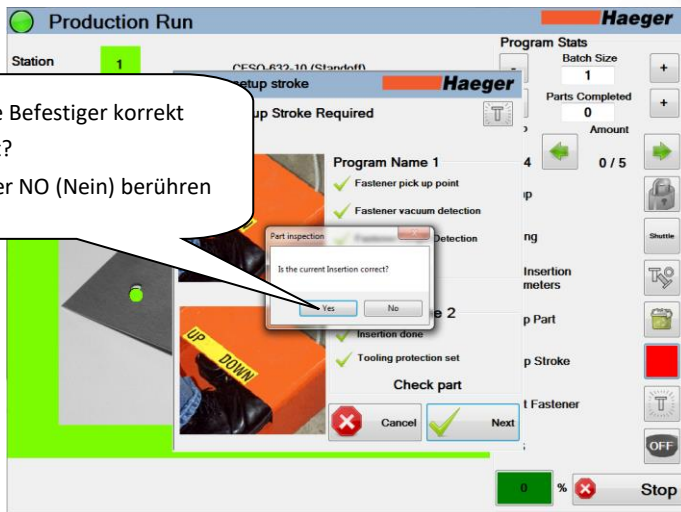 Production Run
Haeger
Station
1
CFSO-632-10 (Standoff)
Program Stats
Batch Size
-
1
+
Parts Completed
0
+
Amount
4
0 / 5
setup stroke
Haeger
up Stroke Required
T
e Befestiger korrekt
?
er NO (Nein) berühren
Program Name 1
Fastener pick up point
Fastener vacuum detection
Detection
Part inspection
Is the current Insertion correct?
Yes
No
e 2
Insertion done
Tooling protection set
Check part
Cancel
Next
UP
DOWN
p
ng
Shuttle
Insertion
meters
p Part
p Stroke
t Fastener
T
OFF
0
%
Stop